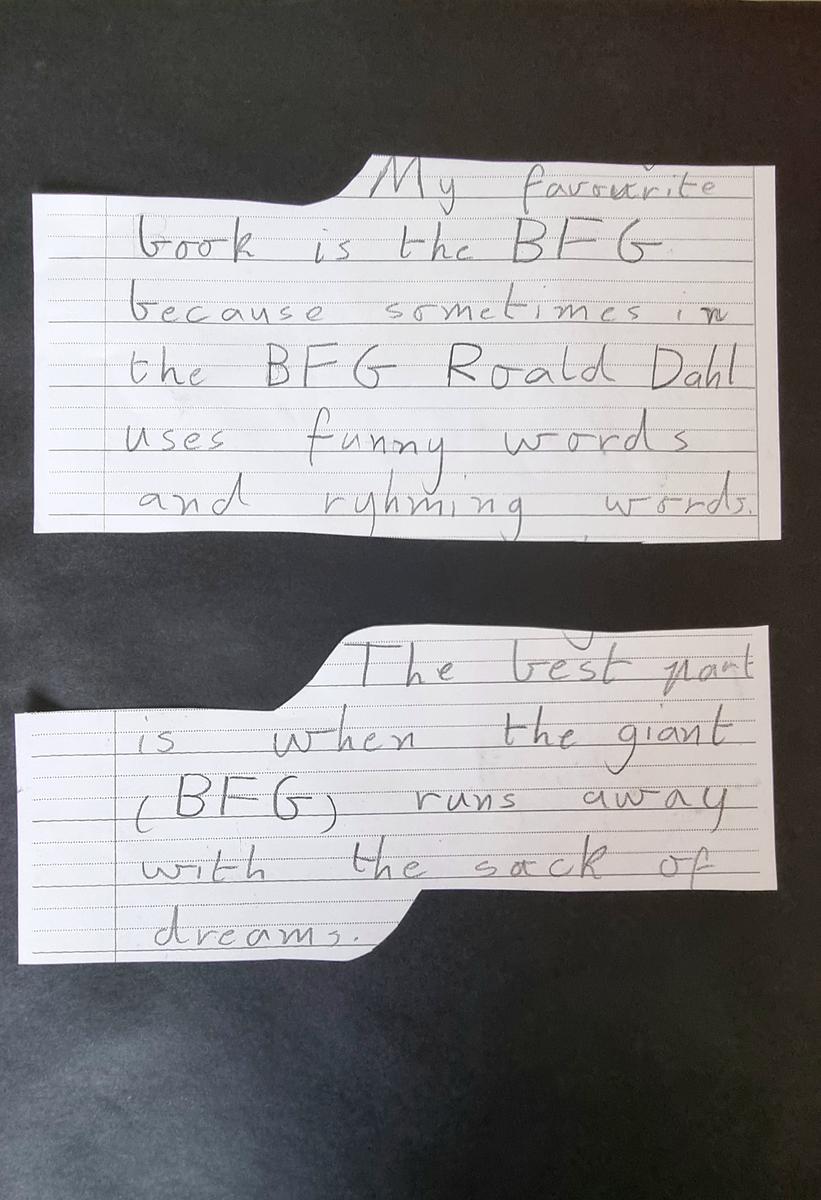 My favourite
book is the BFG
because sometimes in
the BFG Roald Dahl
uses funny words
and ryhming words.
The best part
is when the giant
(BFG) runs away
with the sack of
dreams.